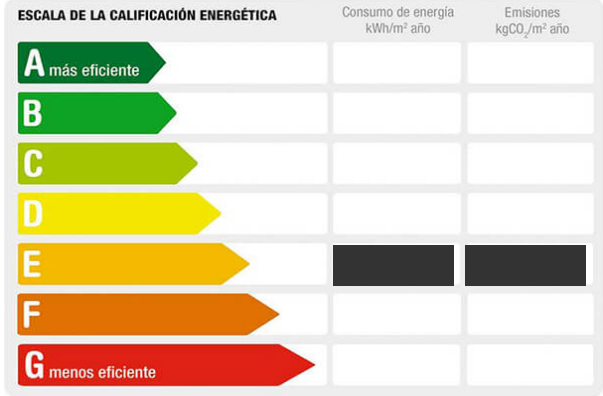 ESCALA DE LA CALIFICACIÓN ENERGÉTICA
Consumo de energía
kWh/m² año
Emisiones
kgCO₂/m² año
A más eficiente
B
C
D
E
F
G menos eficiente